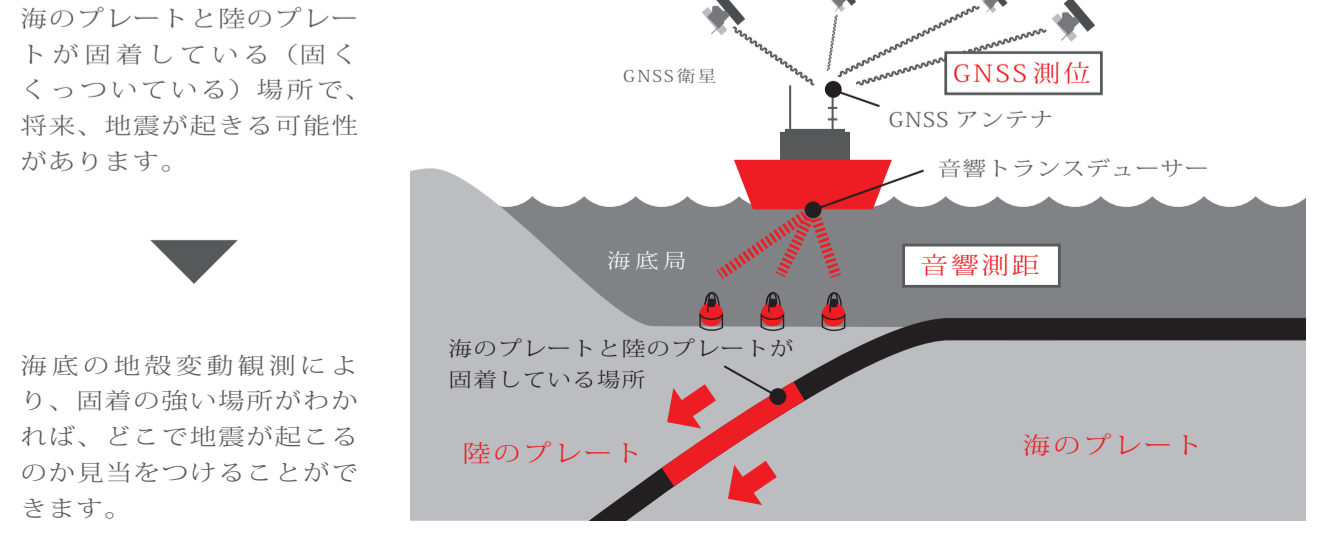 海のプレートと陸のプレー
トが固着している（固く
くっついている）場所で、
将来、地震が起きる可能性
があります。
海底の地殻変動観測によ
り、固着の強い場所がわか
れば、どこで地震が起こる
のか見当をつけることがで
きます。
GNSS衛星
GNSS測位
GNSS アンテナ
音響トランスデューサー
海底局
音響測距
海のプレートと陸のプレートが
固着している場所
陸のプレート
海のプレート